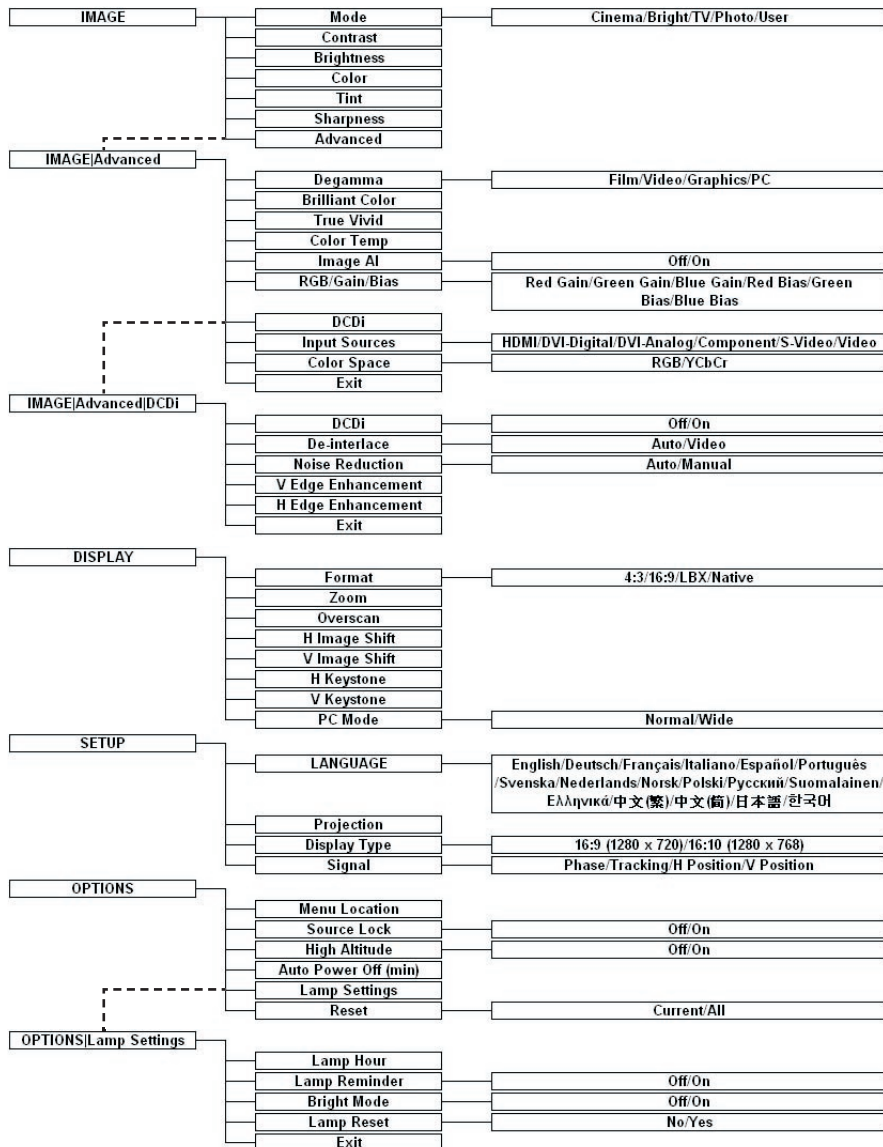 IMAGE
Mode
Cinema/Bright/TV/Photo/User
Contrast
Brightness
Color
Tint
Sharpness
Advanced
IMAGE|Advanced
Degamma
Film/Video/Graphics/PC
Brilliant Color
True Vivid
Color Temp
Image AI
Off/On
RGB/Gain/Bias
Red Gain/Green Gain/Blue Gain/Red Bias/Green
Bias/Blue Bias
DCDi
Input Sources
HDMI/DVI-Digital/DVI-Analog/Component/S-Video/Video
Color Space
RGB/YCbCr
Exit
IMAGE|Advanced|DCDi
DCDi
Off/On
De-interlace
Auto/Video
Noise Reduction
Auto/Manual
V Edge Enhancement
H Edge Enhancement
Exit
DISPLAY
Format
4:3/16:9/LBX/Native
Zoom
Overscan
H Image Shift
V Image Shift
H Keystone
V Keystone
PC Mode
Normal/Wide
SETUP
LANGUAGE
English/Deutsch/Français/Italiano/Español/Português
/Svenska/Nederlands/Norsk/Polski/Русский/Suomalainen/
Ελληνικά/中文(繁)/中文(简)/日本語/한국어
Projection
Display Type
16:9 (1280 x 720)/16:10 (1280 x 768)
Signal
Phase/Tracking/H Position/V Position
OPTIONS
Menu Location
Source Lock
Off/On
High Altitude
Off/On
Auto Power Off (min)
Lamp Settings
Reset
Current/All
OPTIONS|Lamp Settings
Lamp Hour
Lamp Reminder
Off/On
Bright Mode
Off/On
Lamp Reset
No/Yes
Exit